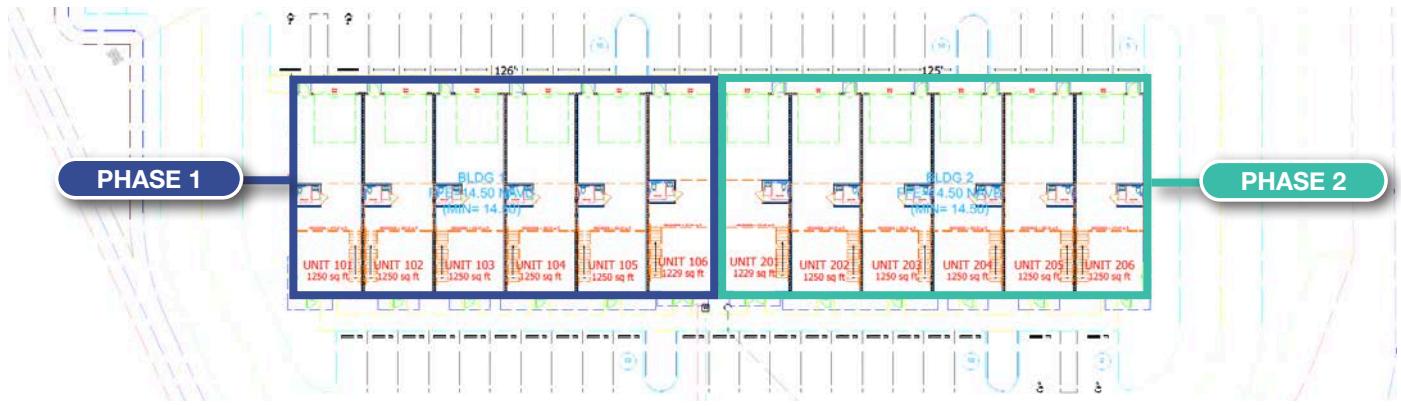 126'
125'
PHASE 1
BLDG 1
FFE=14.50 NAVD
(MIN= 14.50)
BLDG 2
FFE=14.50 NAVD
(MIN= 14.50)
PHASE 2
UNIT 101
1250 sq ft
UNIT 102
1250 sq ft
UNIT 103
1250 sq ft
UNIT 104
1250 sq ft
UNIT 105
1250 sq ft
UNIT 106
1229 sq ft
UNIT 201
1229 sq ft
UNIT 202
1250 sq ft
UNIT 203
1250 sq ft
UNIT 204
1250 sq ft
UNIT 205
1250 sq ft
UNIT 206
1250 sq ft